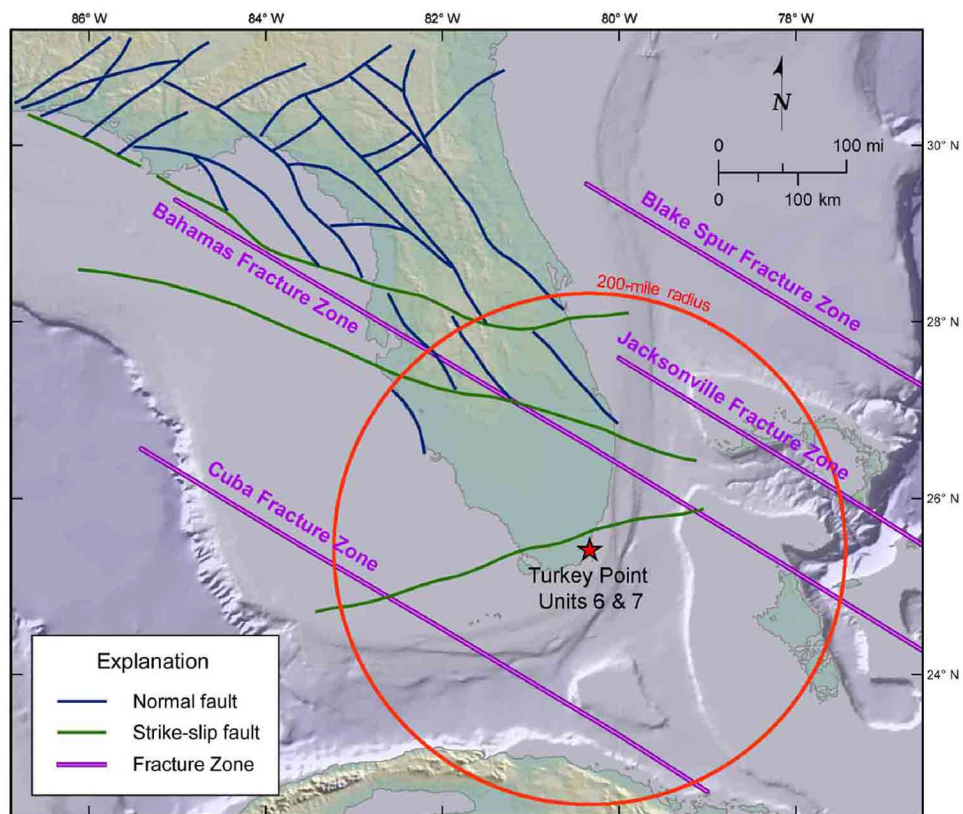 86° W
84° W
82° W
80° W
78° W
N
0
100 mi
0
100 km
30° N
28° N
26° N
24° N
Blake Spur Fracture Zone
Bahamas Fracture Zone
200-mile radius
Jacksonville Fracture Zone
Cuba Fracture Zone
Turkey Point
Units 6 & 7
Explanation
Normal fault
Strike-slip fault
Fracture Zone